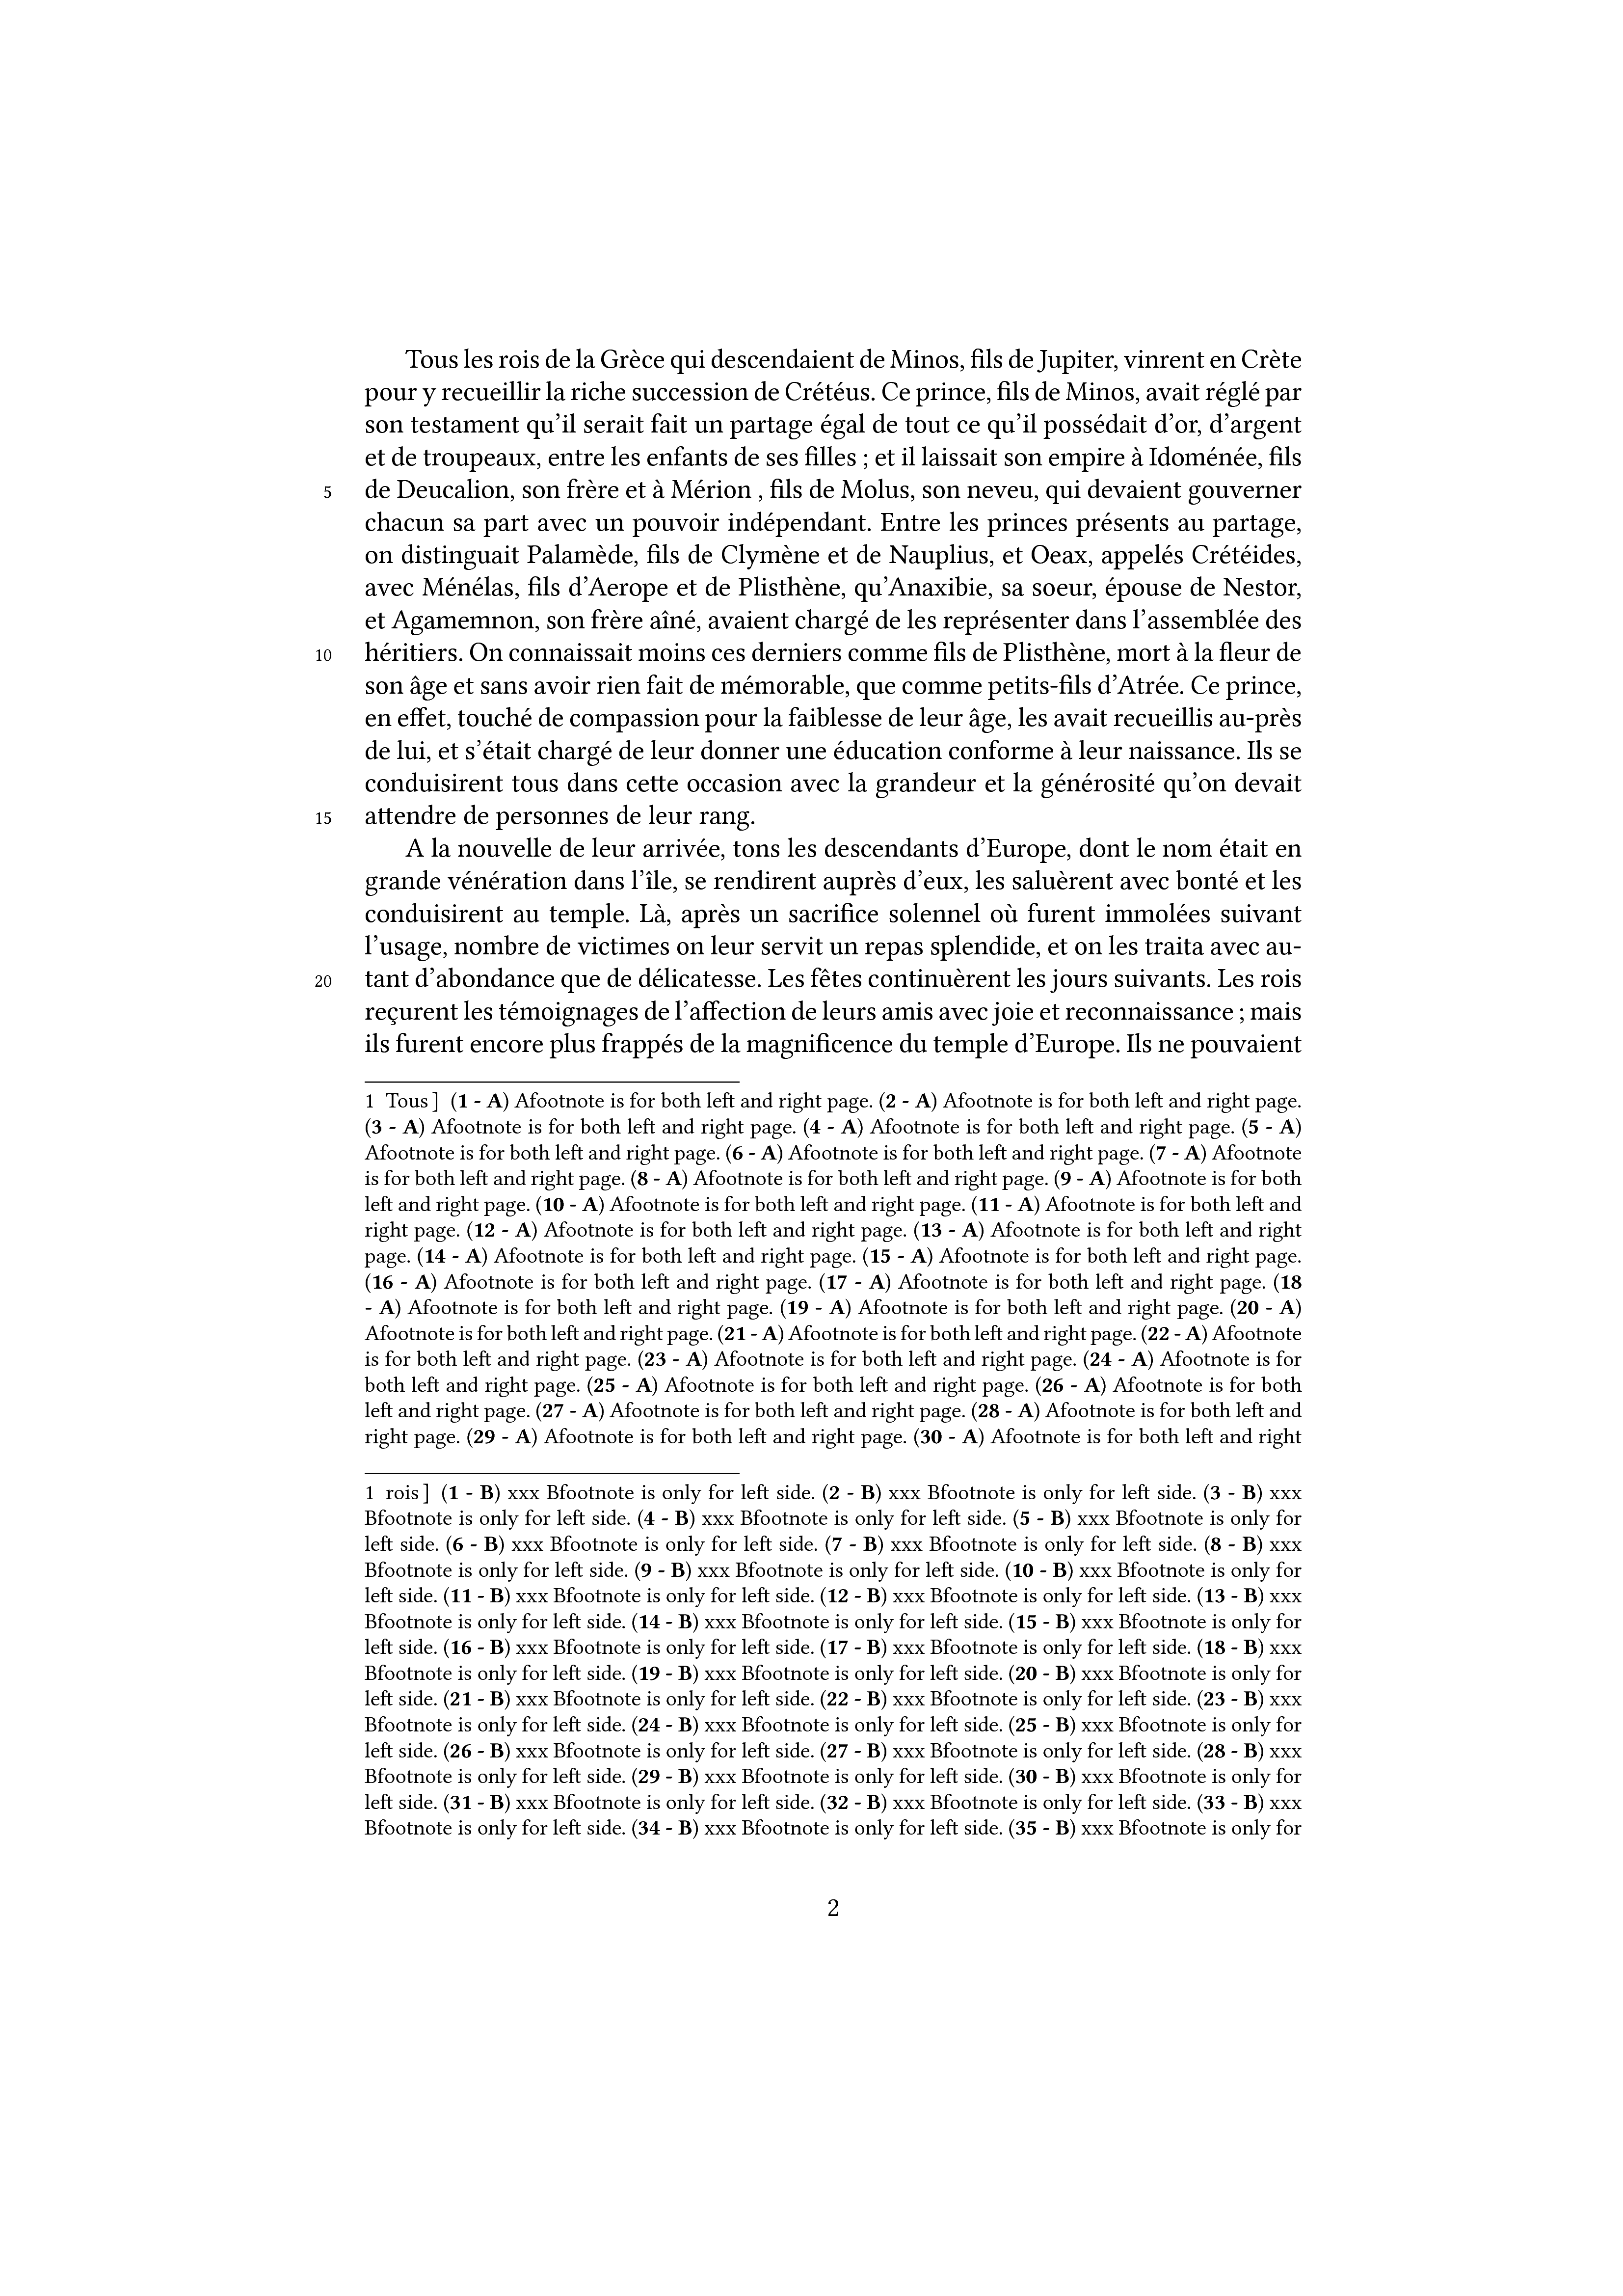 Tous les rois de la Grèce qui descendaient de Minos, fils de Jupiter, vinrent en Crète
pour y recueillir la riche succession de Crétéus. Ce prince, fils de Minos, avait réglé par
son testament qu’il serait fait un partage égal de tout ce qu’il possédait d’or, d’argent
et de troupeaux, entre les enfants de ses filles ; et il laissait son empire à Idoménée, fils
5 de Deucalion, son frère et à Mérion , fils de Molus, son neveu, qui devaient gouverner
chacun sa part avec un pouvoir indépendant. Entre les princes présents au partage,
on distinguait Palamède, fils de Clymène et de Nauplius, et Oeax, appelés Crétéides,
avec Ménélas, fils d’Aerope et de Plisthène, qu’Anaxibie, sa soeur, épouse de Nestor,
et Agamemnon, son frère aîné, avaient chargé de les représenter dans l’assemblée des
10 héritiers. On connaissait moins ces derniers comme fils de Plisthène, mort à la fleur de
son âge et sans avoir rien fait de mémorable, que comme petits-fils d’Atrée. Ce prince,
en effet, touché de compassion pour la faiblesse de leur âge, les avait recueillis au-près
de lui, et s’était chargé de leur donner une éducation conforme à leur naissance. Ils se
conduisirent tous dans cette occasion avec la grandeur et la générosité qu’on devait
15 attendre de personnes de leur rang.
A la nouvelle de leur arrivée, tons les descendants d’Europe, dont le nom était en
grande vénération dans l’île, se rendirent auprès d’eux, les saluèrent avec bonté et les
conduisirent au temple. Là, après un sacrifice solennel où furent immolées suivant
l’usage, nombre de victimes on leur servit un repas splendide, et on les traita avec au-
20 tant d’abondance que de délicatesse. Les fêtes continuèrent les jours suivants. Les rois
reçurent les témoignages de l’affection de leurs amis avec joie et reconnaissance ; mais
ils furent encore plus frappés de la magnificence du temple d’Europe. Ils ne pouvaient
1 Tous ] (1 - A) Afootnote is for both left and right page. (2 - A) Afootnote is for both left and right page.
(3 - A) Afootnote is for both left and right page. (4 - A) Afootnote is for both left and right page. (5 - A)
Afootnote is for both left and right page. (6 - A) Afootnote is for both left and right page. (7 - A) Afootnote
is for both left and right page. (8 - A) Afootnote is for both left and right page. (9 - A) Afootnote is for both
left and right page. (10 - A) Afootnote is for both left and right page. (11 - A) Afootnote is for both left and
right page. (12 - A) Afootnote is for both left and right page. (13 - A) Afootnote is for both left and right
page. (14 - A) Afootnote is for both left and right page. (15 - A) Afootnote is for both left and right page.
(16 - A) Afootnote is for both left and right page. (17 - A) Afootnote is for both left and right page. (18
- A) Afootnote is for both left and right page. (19 - A) Afootnote is for both left and right page. (20 - A)
Afootnote is for both left and right page. (21 - A) Afootnote is for both left and right page. (22 - A) Afootnote
is for both left and right page. (23 - A) Afootnote is for both left and right page. (24 - A) Afootnote is for
both left and right page. (25 - A) Afootnote is for both left and right page. (26 - A) Afootnote is for both
left and right page. (27 - A) Afootnote is for both left and right page. (28 - A) Afootnote is for both left and
right page. (29 - A) Afootnote is for both left and right page. (30 - A) Afootnote is for both left and right
1 rois ] (1 - B) xxx Bfootnote is only for left side. (2 - B) xxx Bfootnote is only for left side. (3 - B) xxx
Bfootnote is only for left side. (4 - B) xxx Bfootnote is only for left side. (5 - B) xxx Bfootnote is only for
left side. (6 - B) xxx Bfootnote is only for left side. (7 - B) xxx Bfootnote is only for left side. (8 - B) xxx
Bfootnote is only for left side. (9 - B) xxx Bfootnote is only for left side. (10 - B) xxx Bfootnote is only for
left side. (11 - B) xxx Bfootnote is only for left side. (12 - B) xxx Bfootnote is only for left side. (13 - B) xxx
Bfootnote is only for left side. (14 - B) xxx Bfootnote is only for left side. (15 - B) xxx Bfootnote is only for
left side. (16 - B) xxx Bfootnote is only for left side. (17 - B) xxx Bfootnote is only for left side. (18 - B) xxx
Bfootnote is only for left side. (19 - B) xxx Bfootnote is only for left side. (20 - B) xxx Bfootnote is only for
left side. (21 - B) xxx Bfootnote is only for left side. (22 - B) xxx Bfootnote is only for left side. (23 - B) xxx
Bfootnote is only for left side. (24 - B) xxx Bfootnote is only for left side. (25 - B) xxx Bfootnote is only for
left side. (26 - B) xxx Bfootnote is only for left side. (27 - B) xxx Bfootnote is only for left side. (28 - B) xxx
Bfootnote is only for left side. (29 - B) xxx Bfootnote is only for left side. (30 - B) xxx Bfootnote is only for
left side. (31 - B) xxx Bfootnote is only for left side. (32 - B) xxx Bfootnote is only for left side. (33 - B) xxx
Bfootnote is only for left side. (34 - B) xxx Bfootnote is only for left side. (35 - B) xxx Bfootnote is only for
2